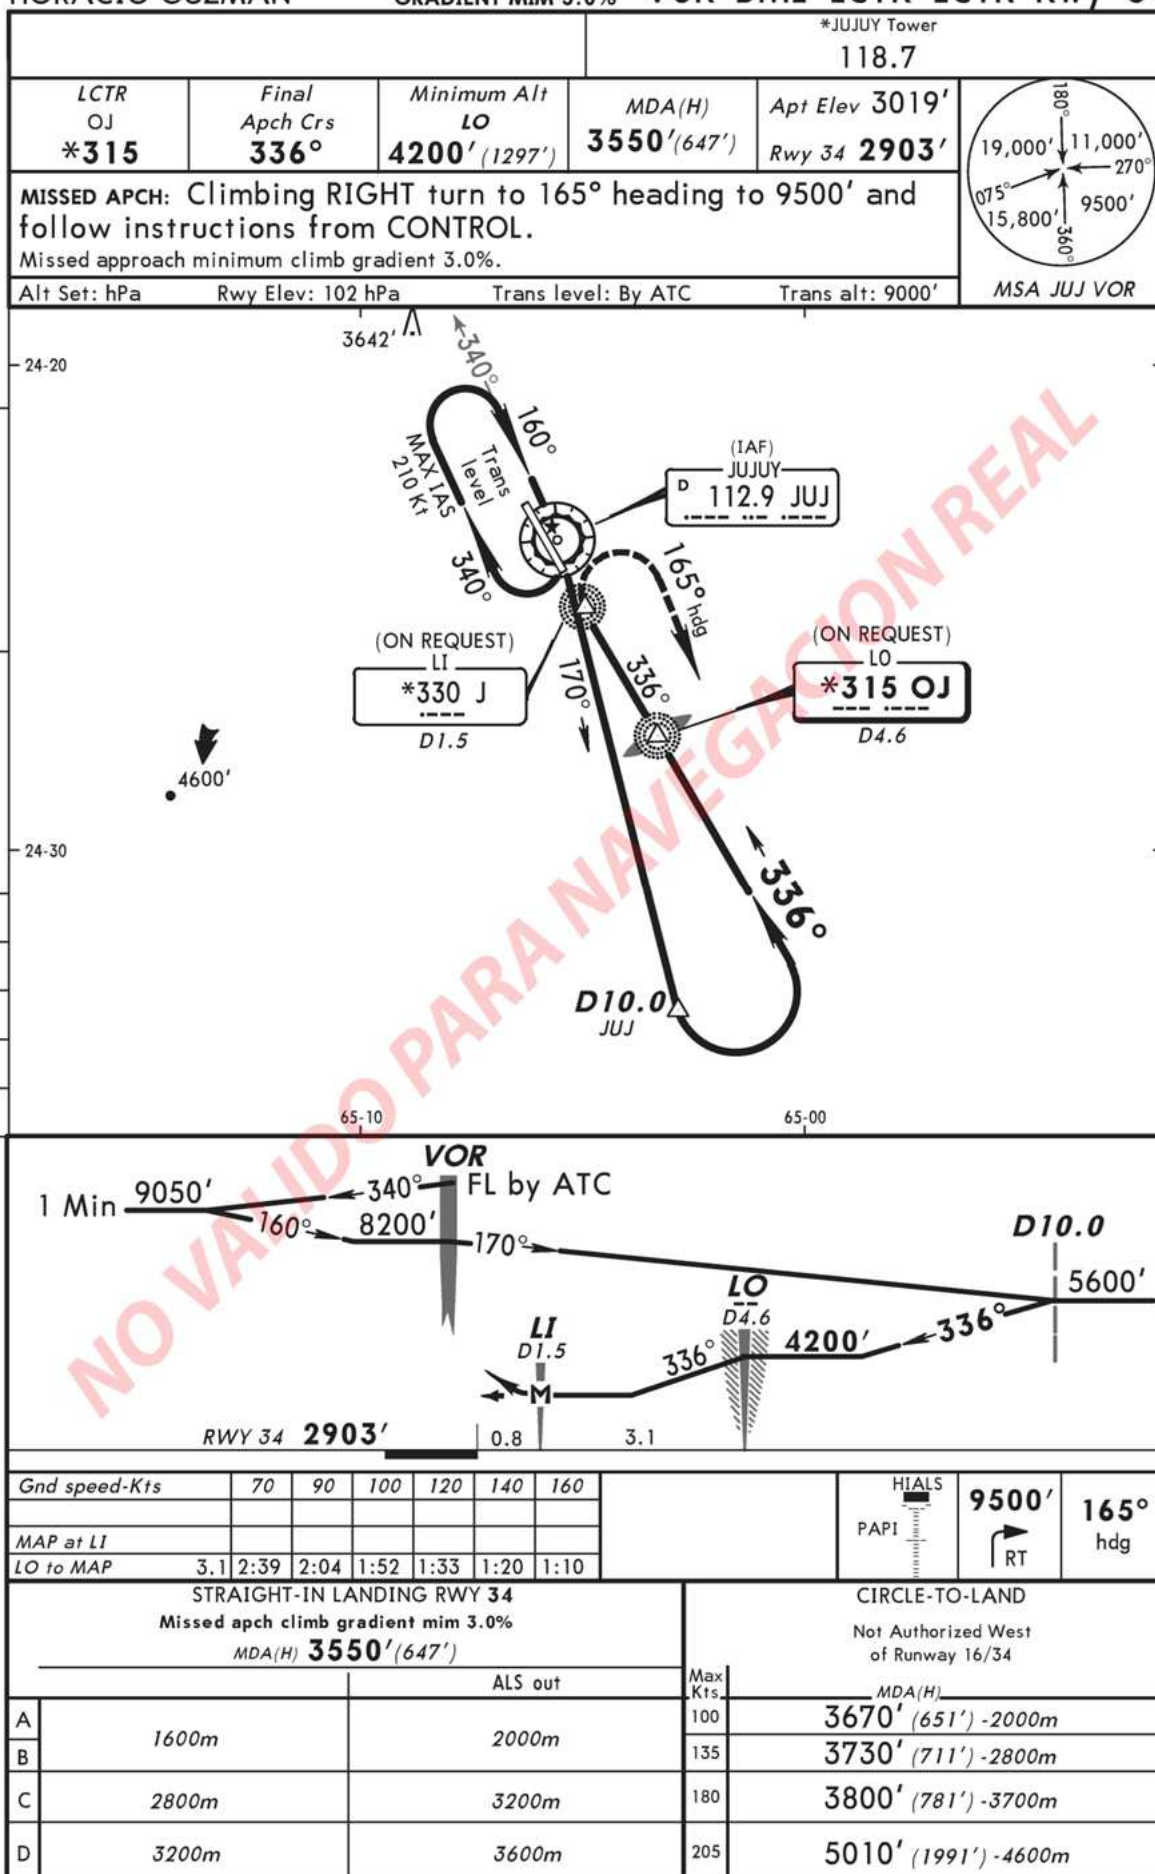 HORACIO GUZMAN
GRADIENT MIM 3.0%
VOR DME LCTR LCTR Rwy
*JUJUY Tower
118.7
LCTR
OJ
*315
Final
Apch Crs
336°
Minimum Alt
LO
4200' (1297')
MDA(H)
3550' (647')
Apt Elev 3019'
Rwy 34 2903'
MISSED APCH: Climbing RIGHT turn to 165° heading to 9500' and
follow instructions from CONTROL.
Missed approach minimum climb gradient 3.0%.
Alt Set: hPa Rwy Elev: 102 hPa Trans level: By ATC Trans alt: 9000'
180°
19,000' 11,000'
270°
075°
15,800' 9500'
360°
MSA JUJ VOR
3642'
24-20
340°
160°
Trans
level
MAX IAS
210 Kt
340°
(IAF)
JUJUY
D 112.9 JUJ
165° hdg
(ON REQUEST)
LI
*330 J
D1.5
170°
336°
(ON REQUEST)
LO
*315 OJ
D4.6
4600'
24-30
336°
D10.0
JUJ
65-10
65-00
NO VALIDO PARA NAVEGACION REAL
VOR
1 Min 9050' 340° FL by ATC
160° 8200' 170°
D10.0
5600'
LO
D4.6
LI
D1.5
336° 4200' 336°
M
RWY 34 2903' 0.8 3.1
Gnd speed-Kts 70 90 100 120 140 160
MAP at LI
LO to MAP 3.1 2:39 2:04 1:52 1:33 1:20 1:10
HIALS
PAPI
9500'
RT
165°
hdg
STRAIGHT-IN LANDING RWY 34
Missed apch climb gradient mim 3.0%
MDA(H) 3550' (647')
ALS out
A
B
1600m 2000m
C 2800m 3200m
D 3200m 3600m
CIRCLE-TO-LAND
Not Authorized West
of Runway 16/34
Max
Kts
MDA(H)
100 3670' (651') -2000m
135 3730' (711') -2800m
180 3800' (781') -3700m
205 5010' (1991') -4600m